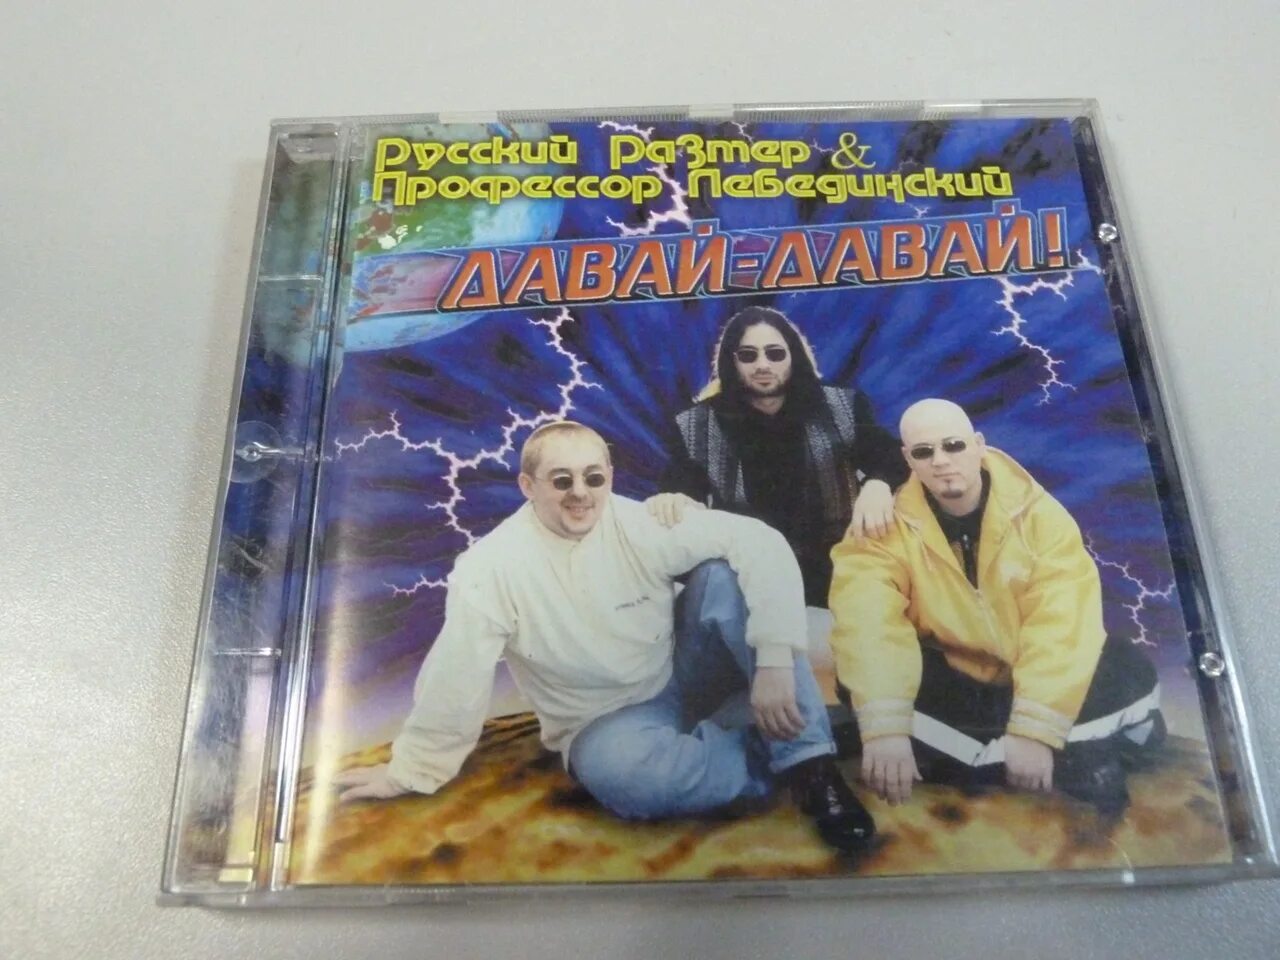 Русский Размер &
Профессор Лебединский
ДАВАЙ-ДАВАЙ!